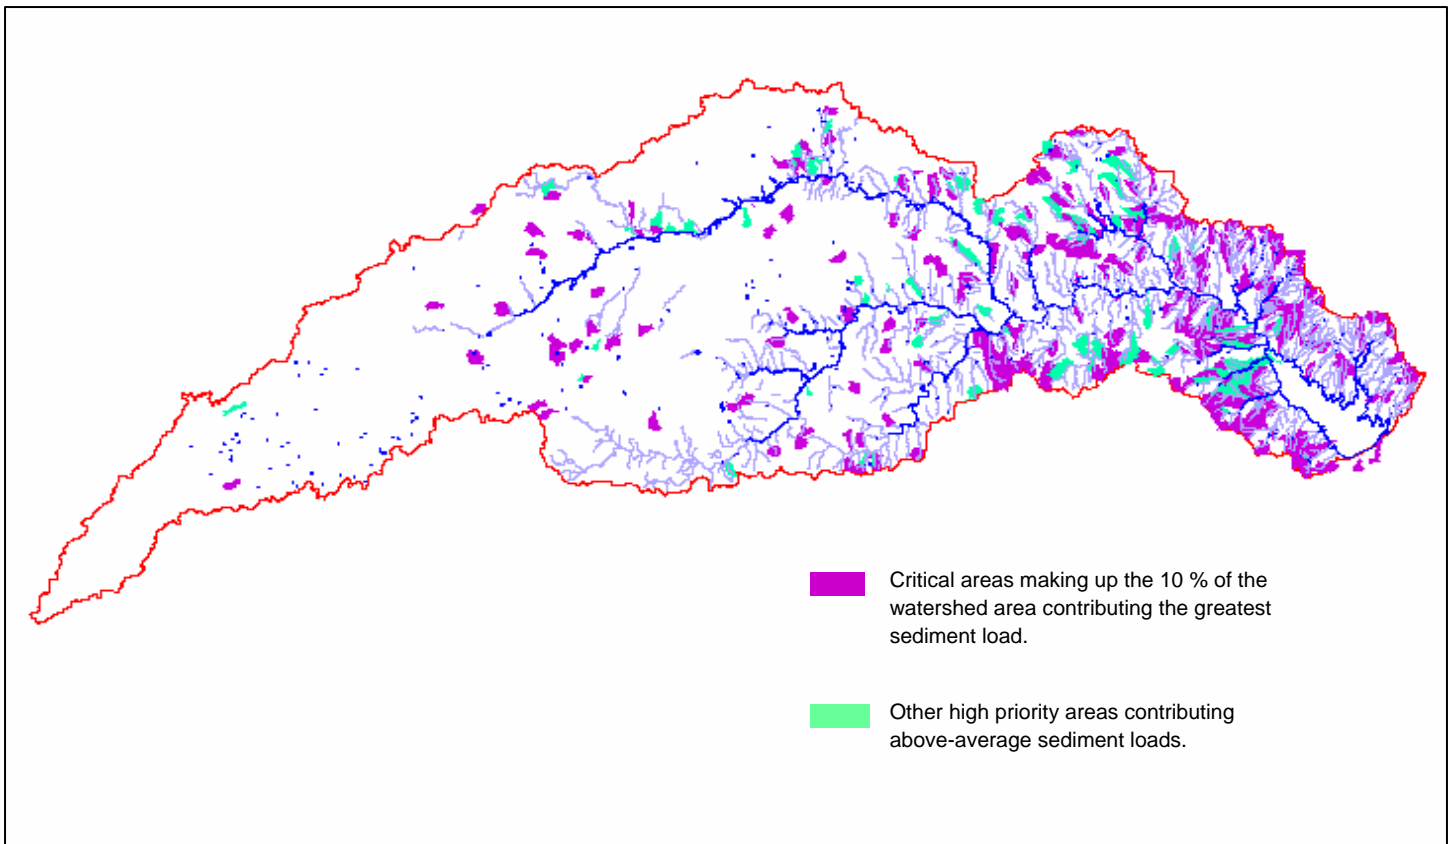 Critical areas making up the 10 % of the
watershed area contributing the greatest
sediment load.
Other high priority areas contributing
above-average sediment loads.